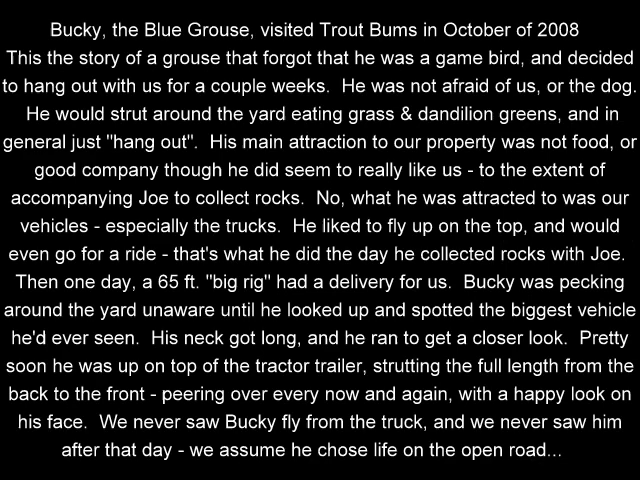 Bucky, the Blue Grouse, visited Trout Bums in October of 2008
This the story of a grouse that forgot that he was a game bird, and decided
to hang out with us for a couple weeks.  He was not afraid of us, or the dog.
He would strut around the yard eating grass & dandilion greens, and in
general just "hang out".  His main attraction to our property was not food, or
good company though he did seem to really like us - to the extent of
accompanying Joe to collect rocks.  No, what he was attracted to was our
vehicles - especially the trucks.  He liked to fly up on the top, and would
even go for a ride - that's what he did the day he collected rocks with Joe.
Then one day, a 65 ft. "big rig" had a delivery for us.  Bucky was pecking
around the yard unaware until he looked up and spotted the biggest vehicle
he'd ever seen.  His neck got long, and he ran to get a closer look.  Pretty
soon he was up on top of the tractor trailer, strutting the full length from the
back to the front - peering over every now and again, with a happy look on
his face.  We never saw Bucky fly from the truck, and we never saw him
after that day - we assume he chose life on the open road...